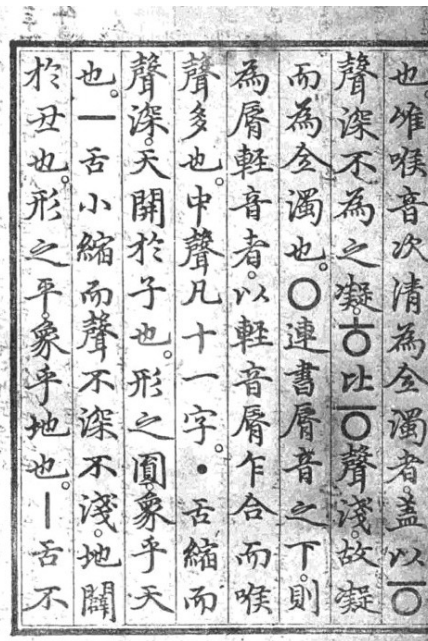 也。唯喉音次清為全濁者。盖以ㆆ
聲深不為之凝。ㅎ比ㆆ聲淺。故凝
而為全濁也。ㅇ連書脣音之下。則
為脣軽音者。以軽音脣乍合而喉
聲多也。中聲凡十一字。ㆍ舌縮而
聲深。天開於子也。形之圓。象乎天
也。ㅡ舌小縮而聲不深不淺。地闢
於丑也。形之平。象乎地也。ㅣ舌不